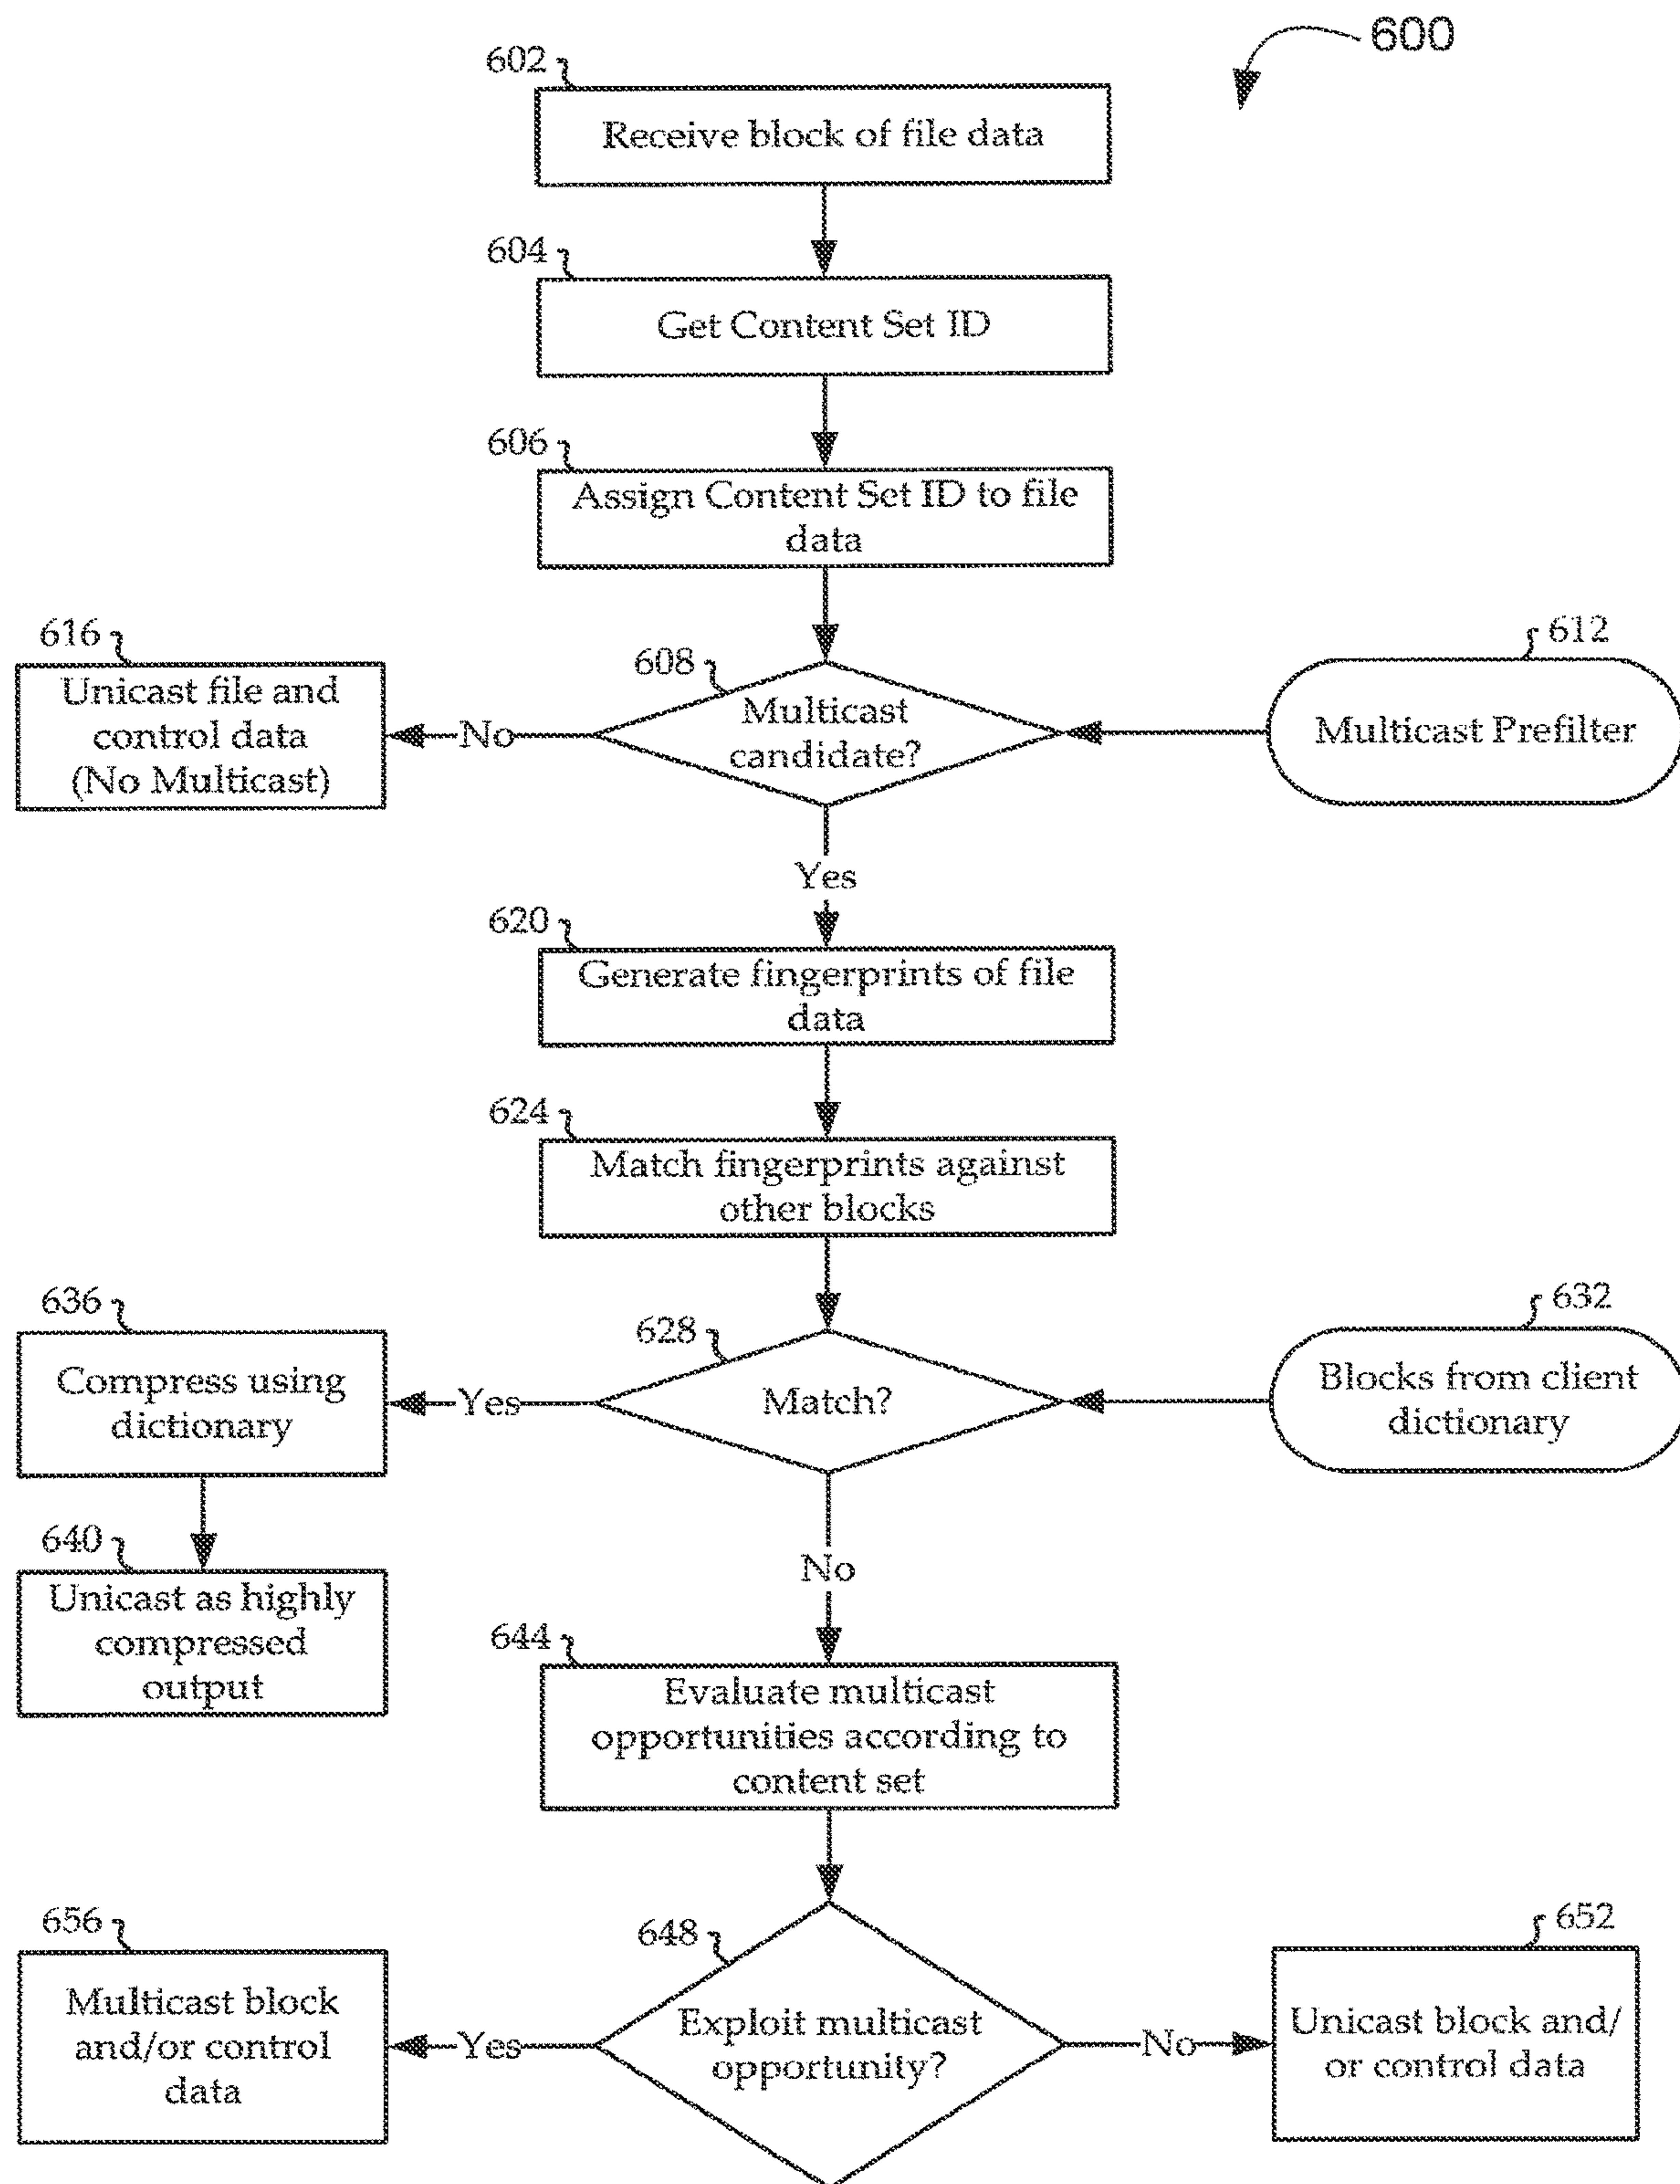 600
602
Receive block of file data
604
Get Content Set ID
606
Assign Content Set ID to file
data
616
Unicast file and
control data
(No Multicast)
No
608
Multicast
candidate?
612
Multicast Prefilter
Yes
620
Generate fingerprints of file
data
624
Match fingerprints against
other blocks
636
Compress using
dictionary
Yes
628
Match?
632
Blocks from client
dictionary
640
Unicast as highly
compressed
output
No
644
Evaluate multicast
opportunities according to
content set
656
Multicast block
and/or control
data
Yes
648
Exploit multicast
opportunity?
No
652
Unicast block and/
or control data